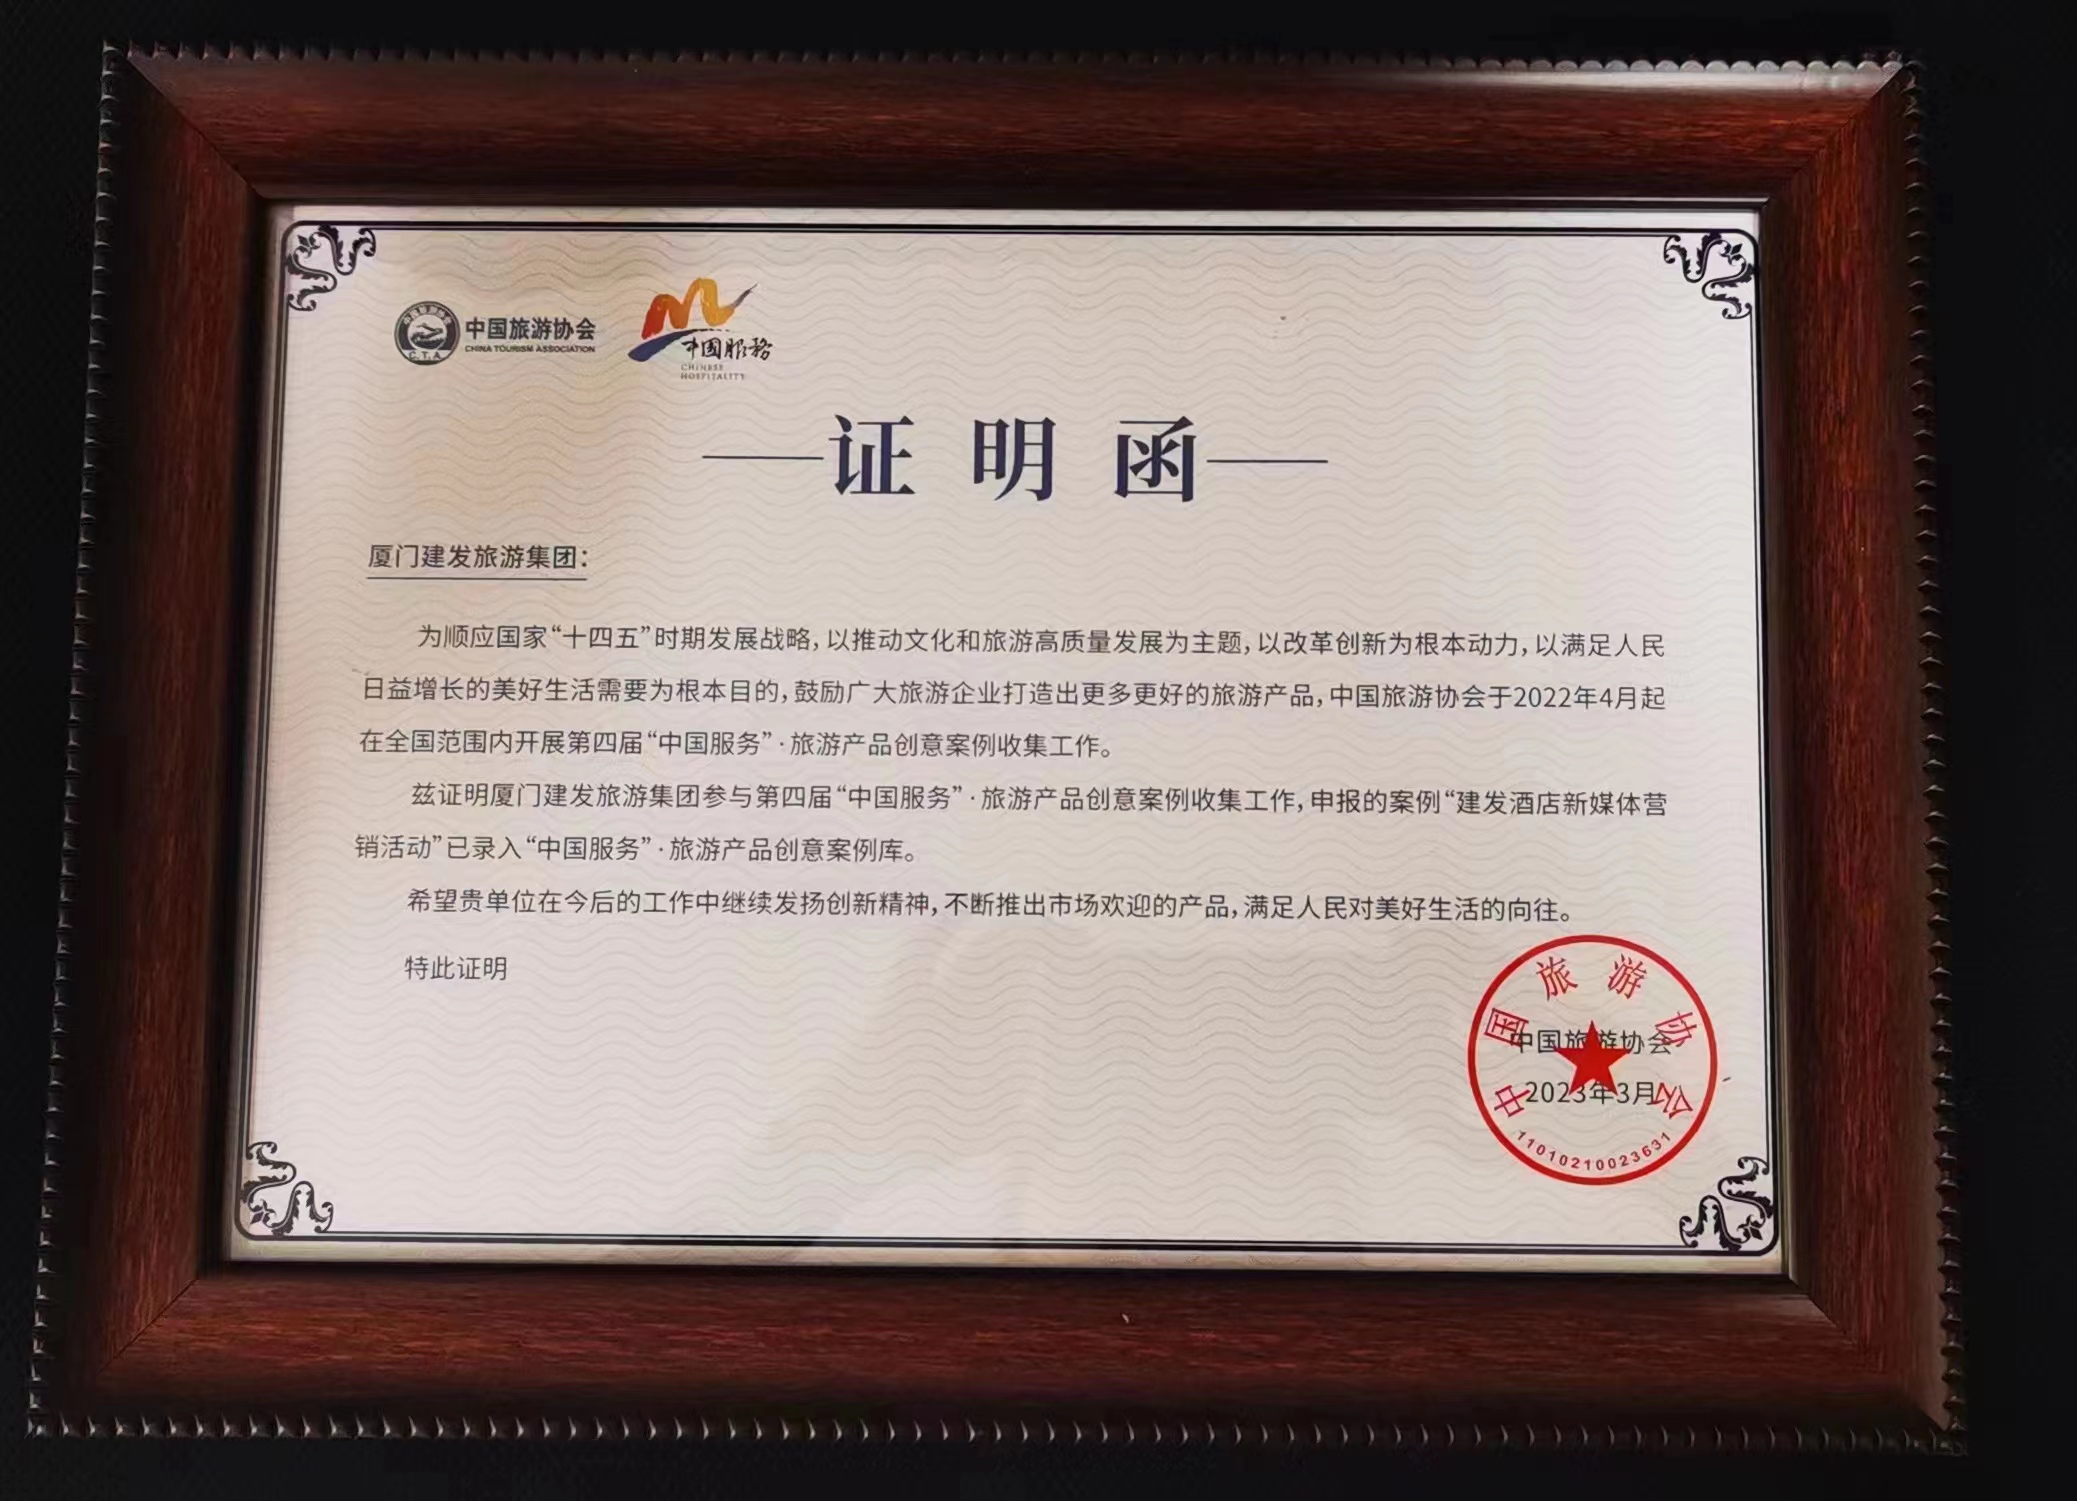 中国旅游协会
CHINA TOURISM ASSOCIATION
C.T.A.
中国服务
CHINESE
HOSPITALITY
证明函
厦门建发旅游集团：
为顺应国家“十四五”时期发展战略，以推动文化和旅游高质量发展为主题，以改革创新为根本动力，以满足人民
日益增长的美好生活需要为根本目的，鼓励广大旅游企业打造出更多更好的旅游产品，中国旅游协会于2022年4月起
在全国范围内开展第四届“中国服务”·旅游产品创意案例收集工作。
兹证明厦门建发旅游集团参与第四届“中国服务”·旅游产品创意案例收集工作，申报的案例“建发酒店新媒体营
销活动”已录入“中国服务”·旅游产品创意案例库。
希望贵单位在今后的工作中继续发扬创新精神，不断推出市场欢迎的产品，满足人民对美好生活的向往。
特此证明
中国旅游协会
中国旅游协会
2023年3月
11010210023631